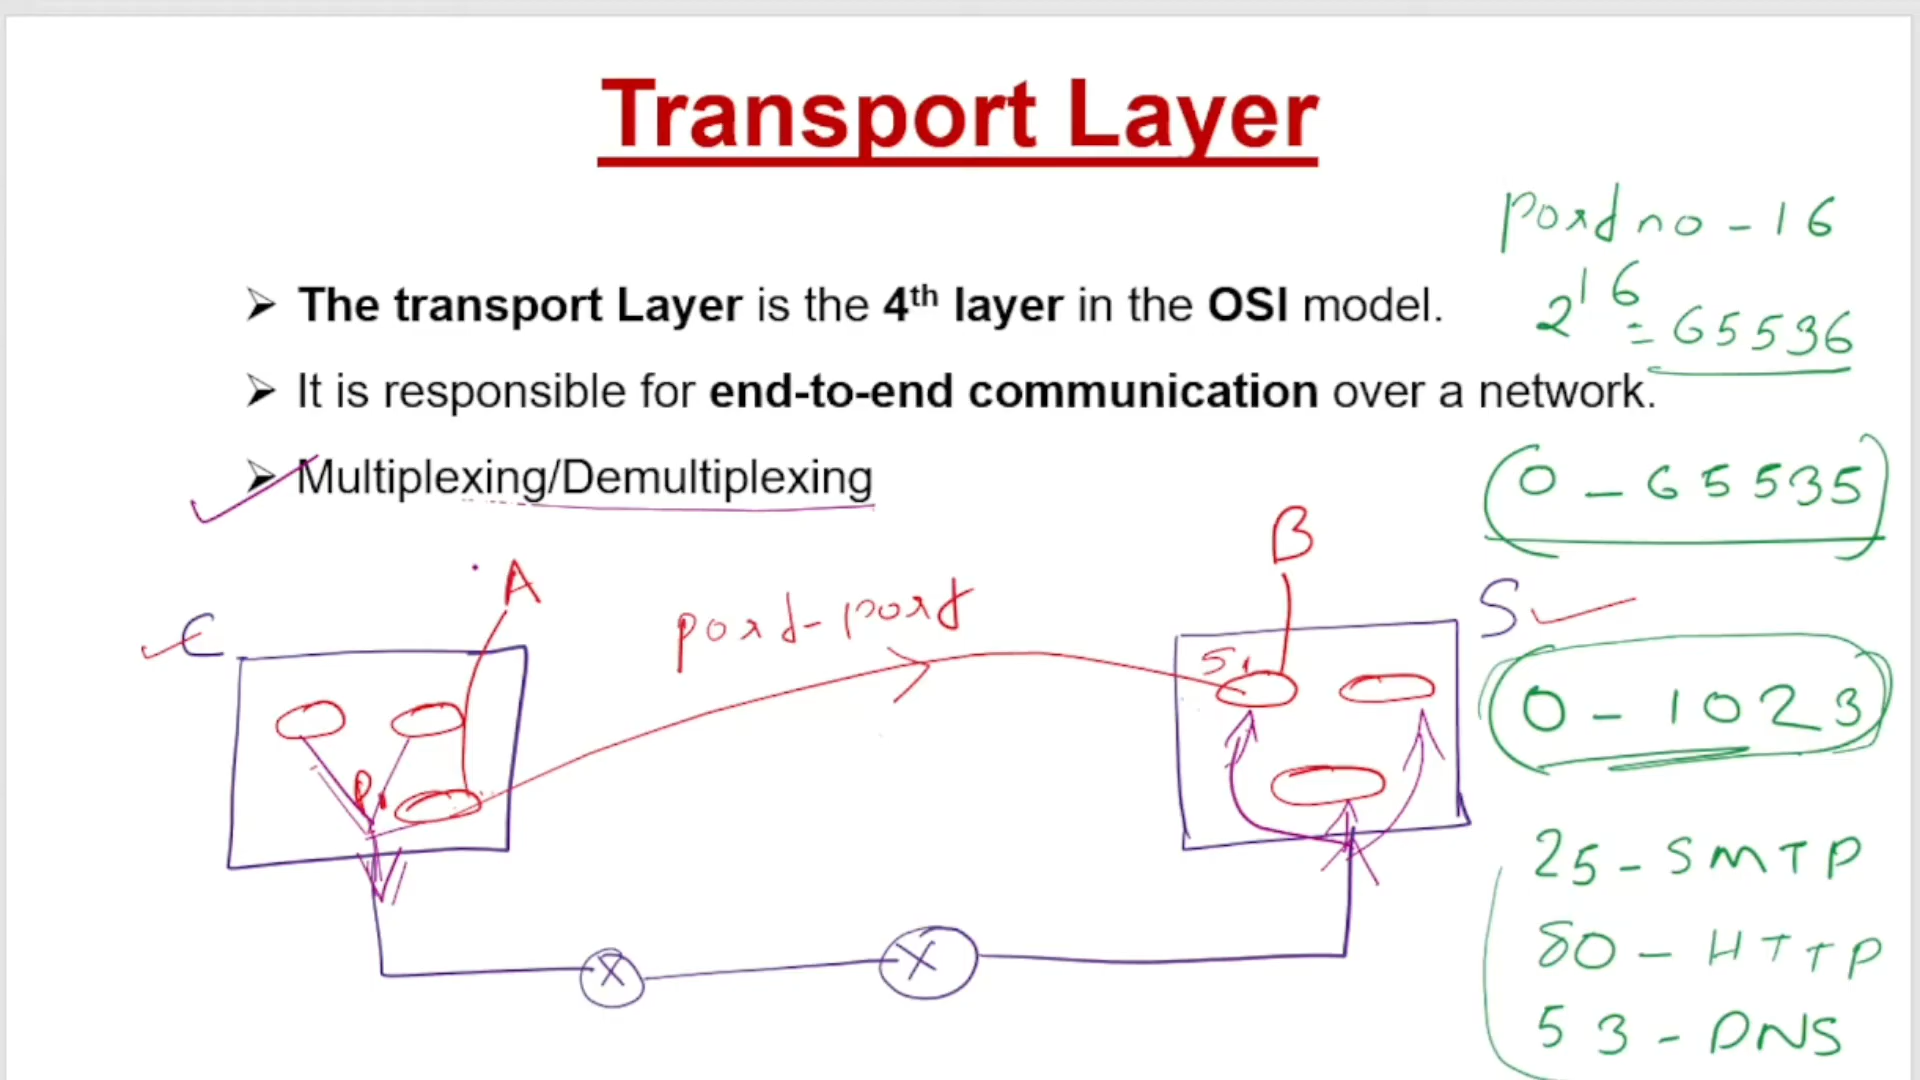 Transport Layer
port no - 16
2^16 = 65536
➢ The transport Layer is the 4th layer in the OSI model.
➢ It is responsible for end-to-end communication over a network.
➢ Multiplexing/Demultiplexing
0 - 65535
A
B
C
port - port
S
S1
P1
0 - 1023
25 - SMTP
80 - HTTP
53 - DNS